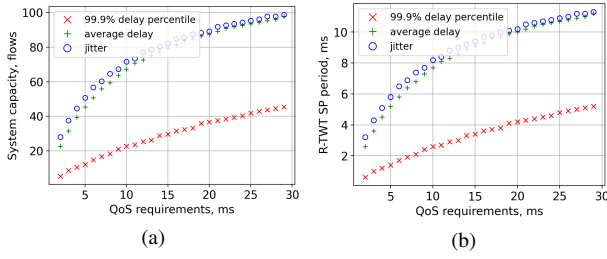 System capacity, flows
100
80
60
40
20
99.9% delay percentile
average delay
jitter
5 10 15 20 25 30
QoS requirements, ms
(a)
R-TWT SP period, ms
10
8
6
4
2
99.9% delay percentile
average delay
jitter
5 10 15 20 25 30
QoS requirements, ms
(b)